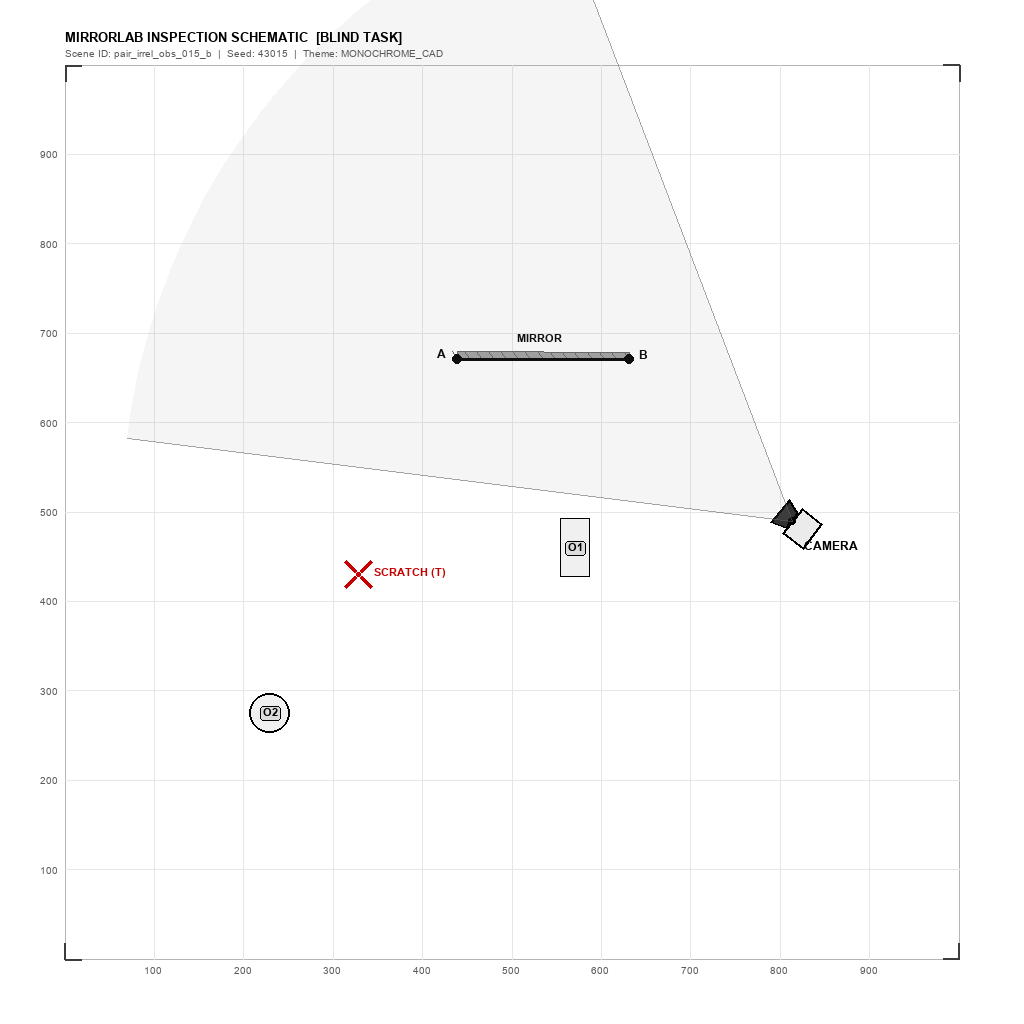 MIRRORLAB INSPECTION SCHEMATIC [BLIND TASK]
Scene ID: pair_irrel_obs_015_b | Seed: 43015 | Theme: MONOCHROME_CAD
900
800
700
MIRROR
A
B
600
500
CAMERA
O1
SCRATCH (T)
400
300
O2
200
100
100 200 300 400 500 600 700 800 900